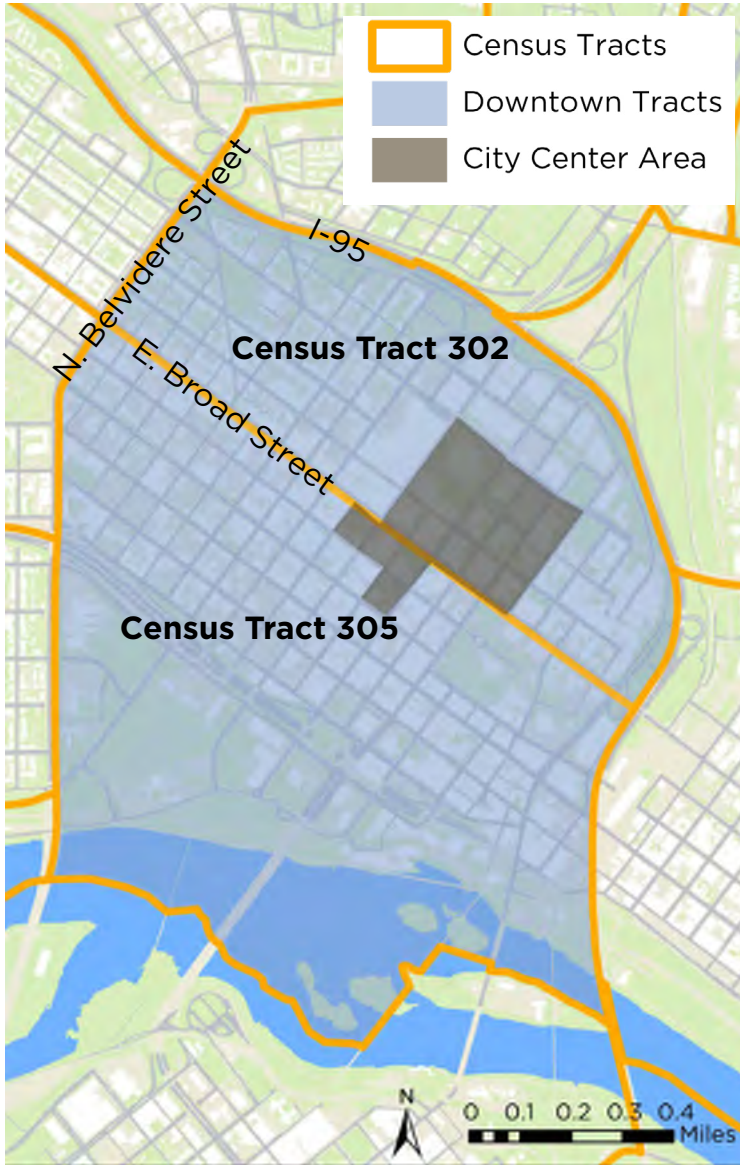 Census Tracts
Downtown Tracts
City Center Area
N. Belvidere Street
I-95
Census Tract 302
E. Broad Street
Census Tract 305
N
0 0.1 0.2 0.3 0.4
Miles